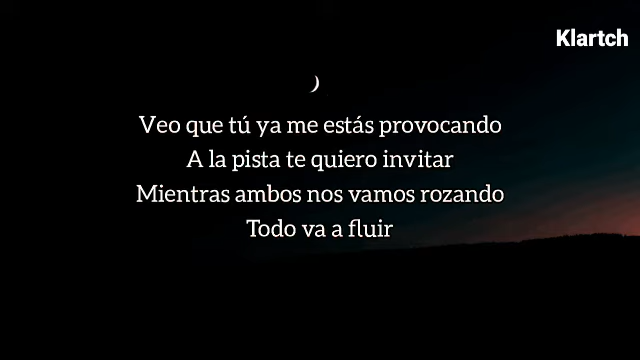 Klartch
Veo que tú ya me estás provocando
A la pista te quiero invitar
Mientras ambos nos vamos rozando
Todo va a fluir